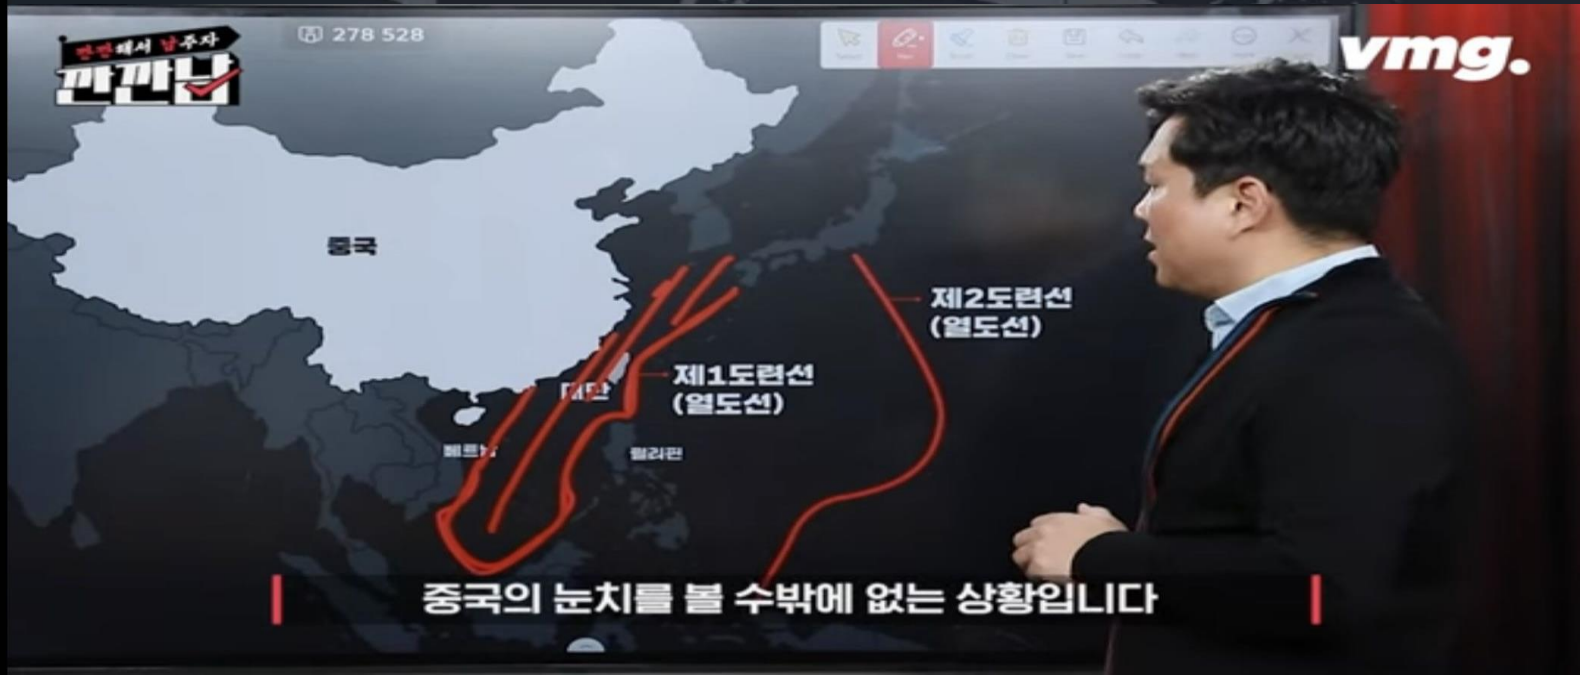 깐깐해서 남주자
깐깐남
278 528
vmg.
중국
제2도련선
(열도선)
제1도련선
(열도선)
대만
베트남
필리핀
중국의 눈치를 볼 수밖에 없는 상황입니다